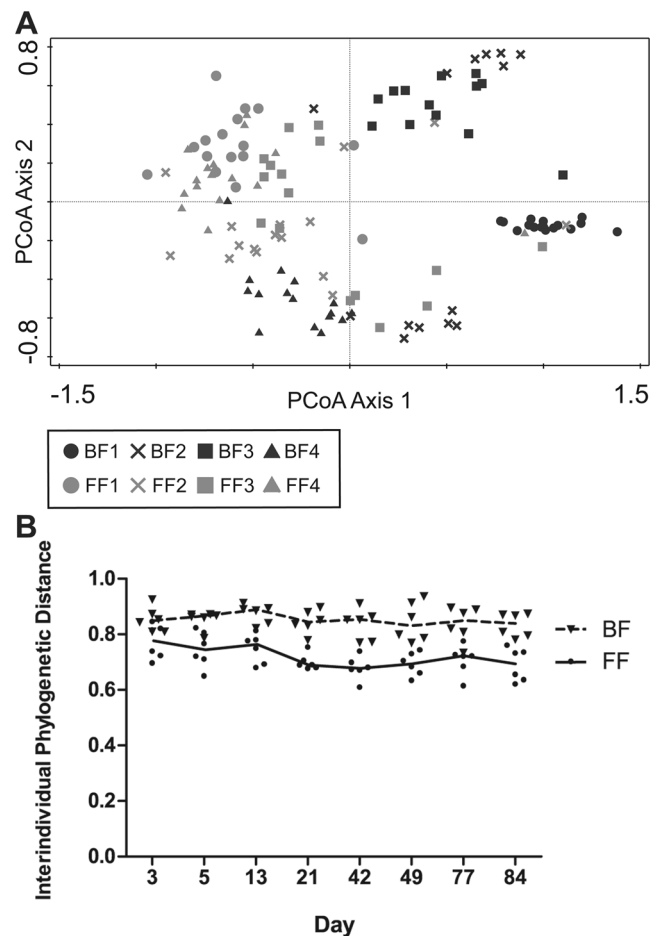 A
0.8
PCoA Axis 2
-0.8
-1.5
PCoA Axis 1
1.5
BF1 BF2 BF3 BF4
FF1 FF2 FF3 FF4
B
Interindividual Phylogenetic Distance
1.0
0.8
0.6
0.4
0.2
0.0
3 5 13 21 42 49 77 84
Day
BF
FF